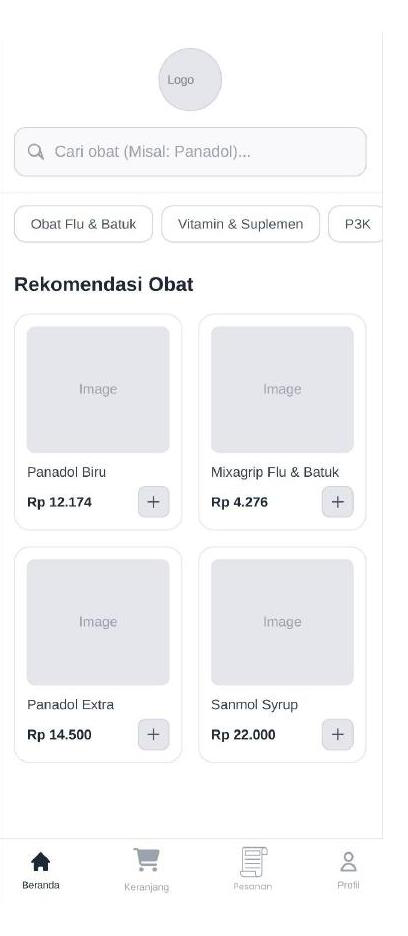 Logo
Cari obat (Misal: Panadol)...
Obat Flu & Batuk Vitamin & Suplemen P3K
Rekomendasi Obat
Image Image
Panadol Biru Mixagrip Flu & Batuk
Rp 12.174 + Rp 4.276 +
Image Image
Panadol Extra Sanmol Syrup
Rp 14.500 + Rp 22.000 +
Beranda Keranjang Pesanan Profil